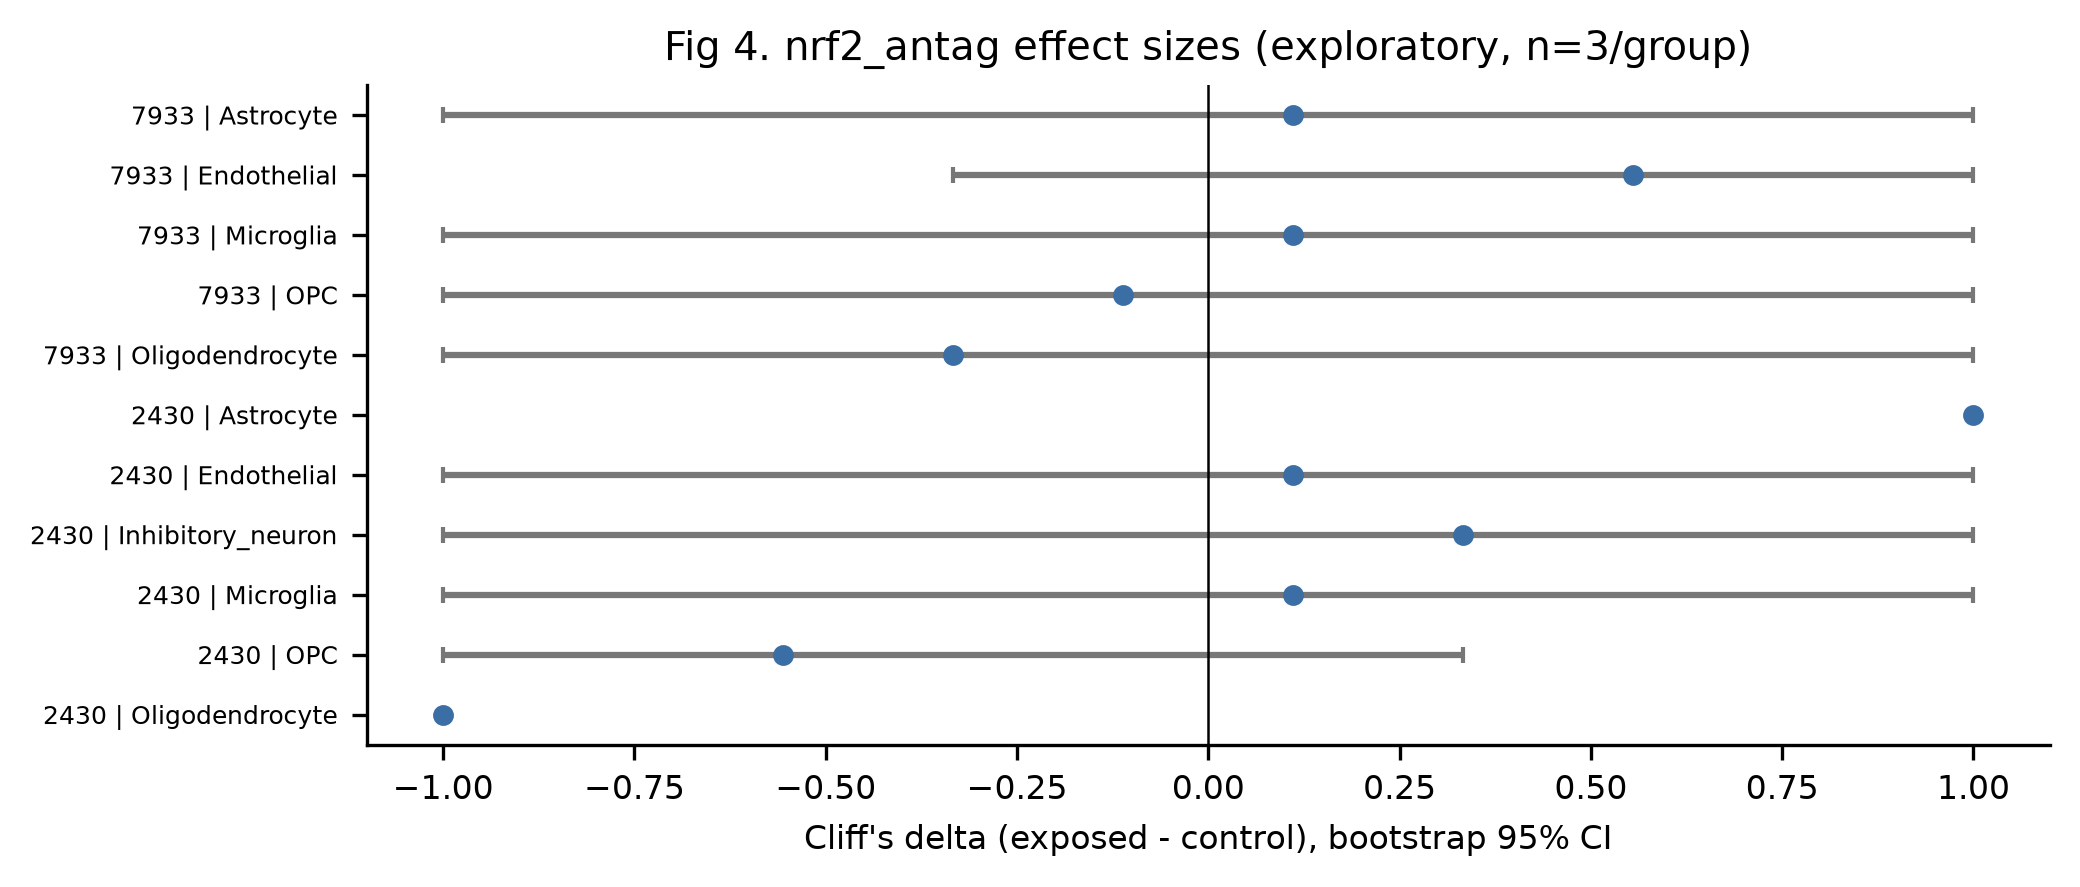 Fig 4. nrf2_antag effect sizes (exploratory, n=3/group)
7933 | Astrocyte
7933 | Endothelial
7933 | Microglia
7933 | OPC
7933 | Oligodendrocyte
2430 | Astrocyte
2430 | Endothelial
2430 | Inhibitory_neuron
2430 | Microglia
2430 | OPC
2430 | Oligodendrocyte
−1.00 −0.75 −0.50 −0.25 0.00 0.25 0.50 0.75 1.00
Cliff's delta (exposed - control), bootstrap 95% CI